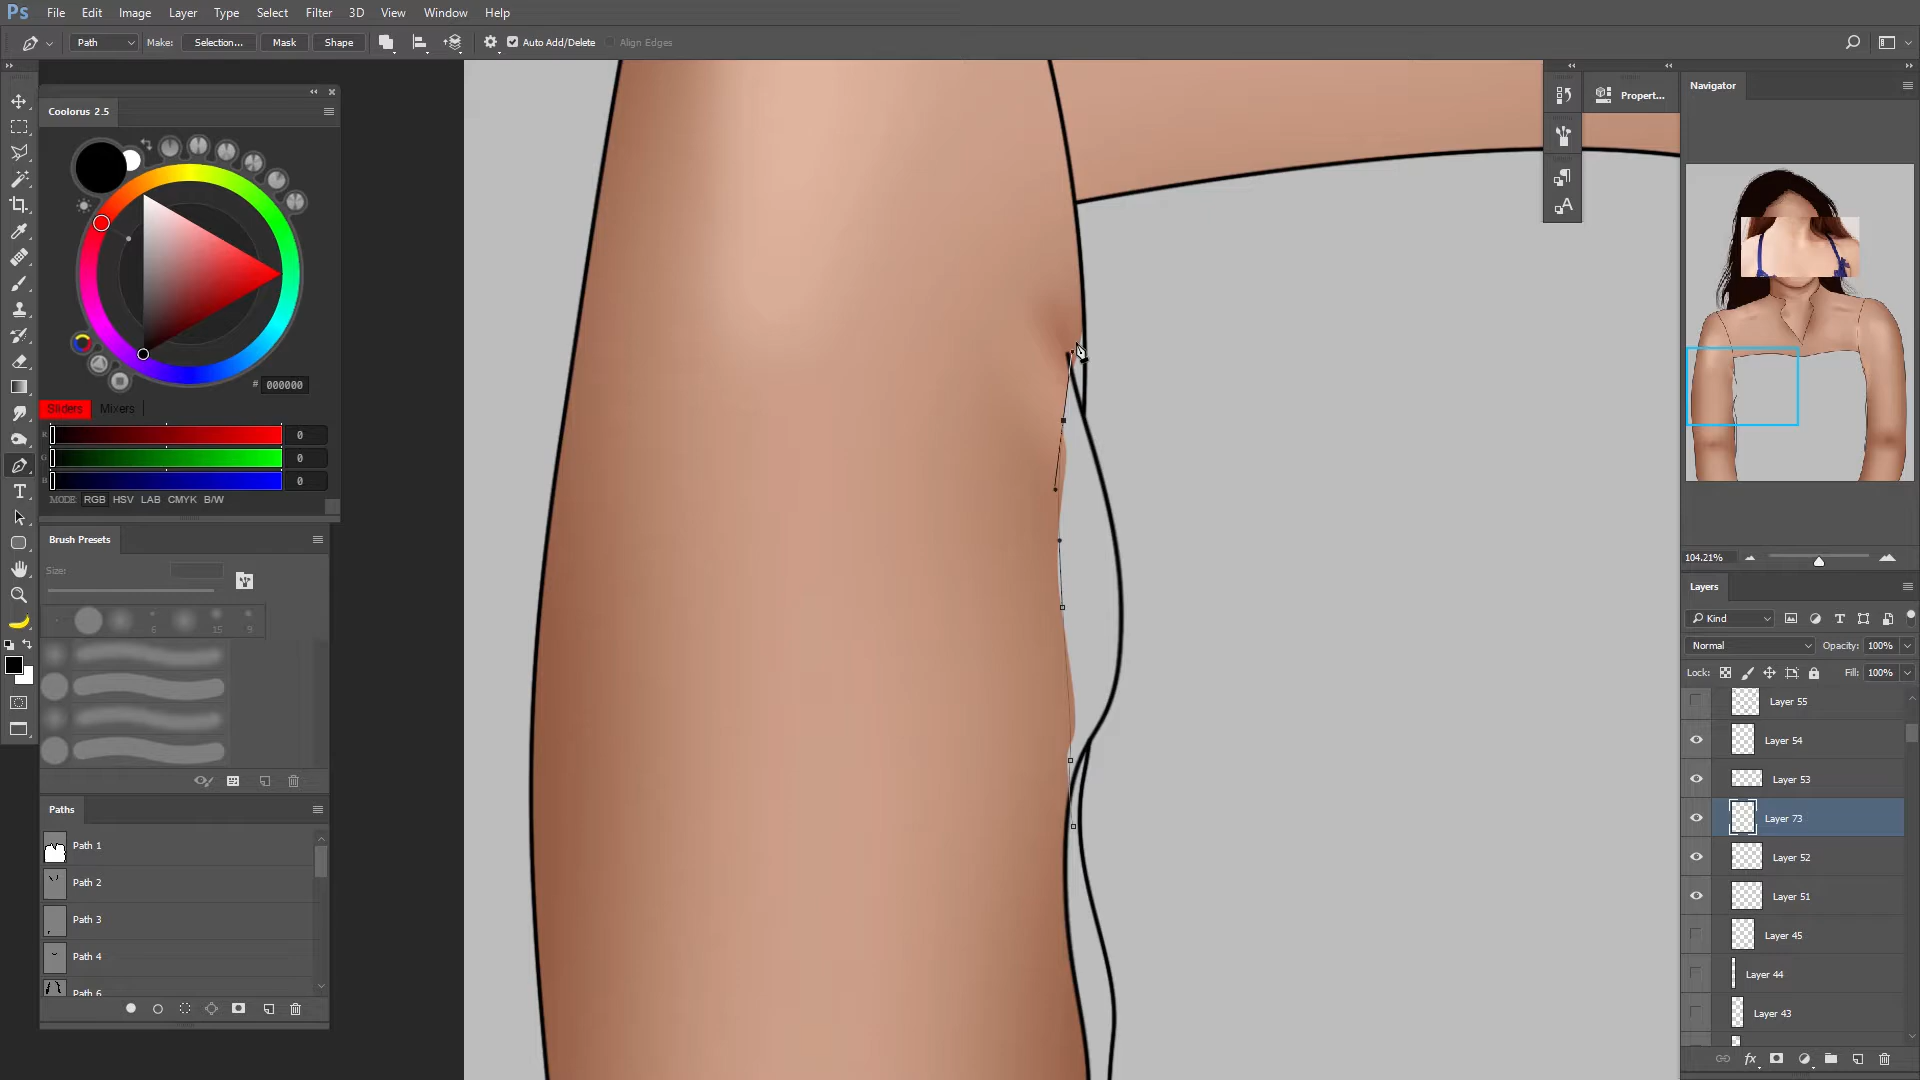 Ps File Edit Image Layer Type Select Filter 3D View Window Help
Path Make: Selection... Mask Shape Auto Add/Delete Align Edges
Coolorus 2.5
# 000000
Sliders Mixers
R 0
G 0
B 0
MODE: RGB HSV LAB CMYK B/W
Brush Presets
Size:
6 15 9
Paths
Path 1
Path 2
Path 3
Path 4
Path 6
Propert...
Navigator
104.21%
Layers
Kind
Normal Opacity: 100%
Lock: Fill: 100%
Layer 55
Layer 54
Layer 53
Layer 73
Layer 52
Layer 51
Layer 45
Layer 44
Layer 43